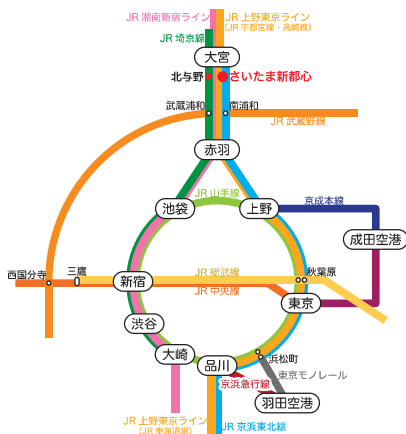 JR 湘南新宿ライン
JR 上野東京ライン
(JR 宇都宮線・高崎線)
JR 埼京線
大宮
北与野
さいたま新都心
武蔵浦和
南浦和
JR 武蔵野線
赤羽
JR 山手線
池袋
上野
京成本線
成田空港
西国分寺
三鷹
新宿
JR 総武線
秋葉原
JR 中央線
東京
渋谷
大崎
品川
浜松町
東京モノレール
京浜急行線
羽田空港
JR 上野東京ライン
(JR 東海道線)
JR 京浜東北線